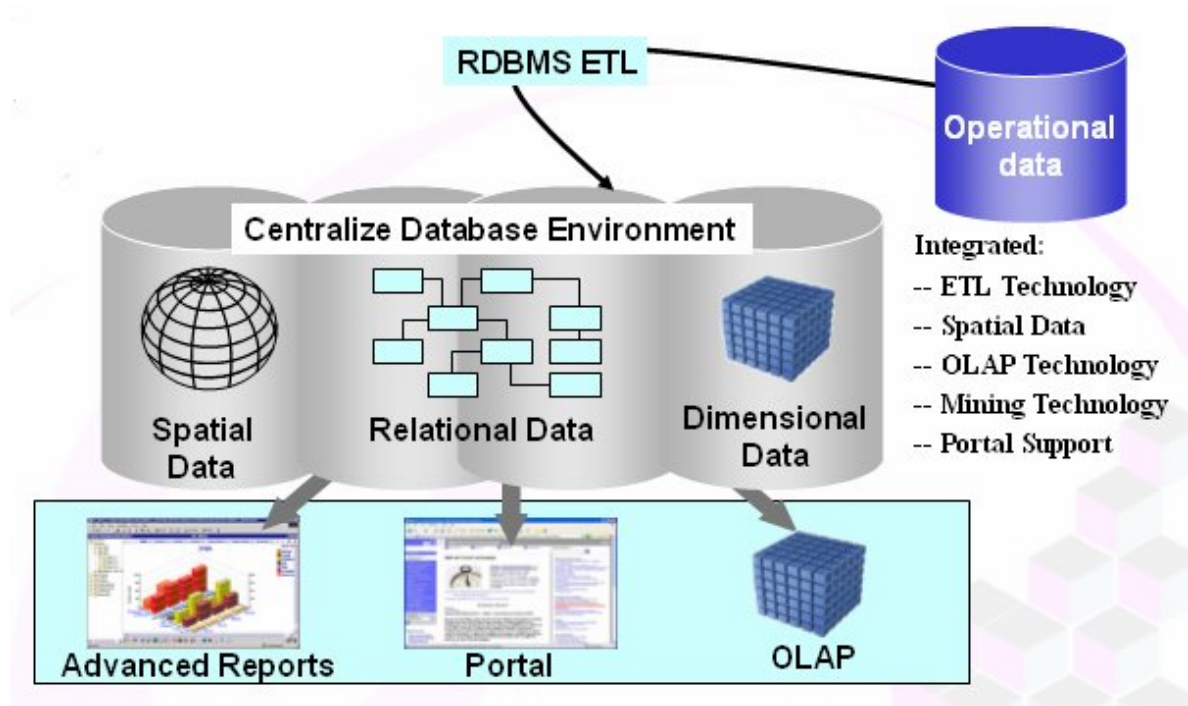 RDBMS ETL
Operational
data
Centralize Database Environment
Spatial
Data
Relational Data
Dimensional
Data
Integrated:
-- ETL Technology
-- Spatial Data
-- OLAP Technology
-- Mining Technology
-- Portal Support
Advanced Reports
Portal
OLAP